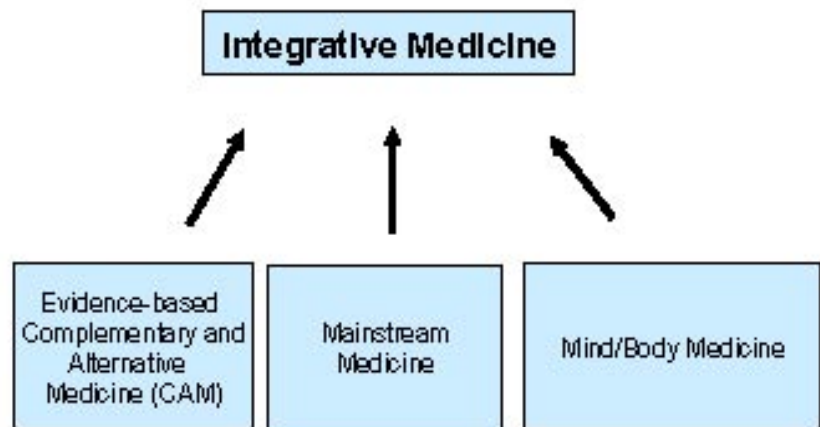 Integrative Medicine
Evidence-based
Complementary and
Alternative
Medicine (CAM)
Mainstream
Medicine
Mind/Body Medicine